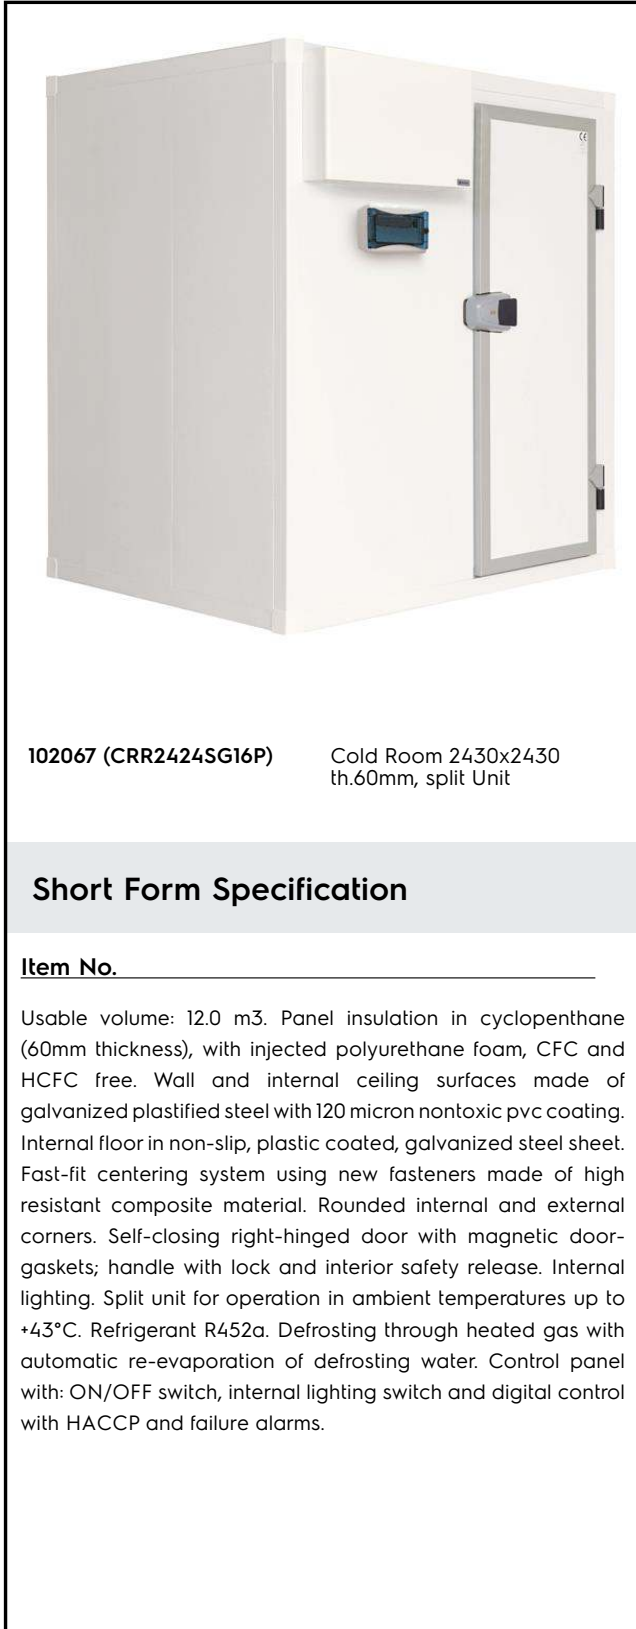 CE
102067 (CRR2424SG16P)
Cold Room 2430x2430
th.60mm, split Unit
Short Form Specification
Item No.
Usable volume: 12.0 m3. Panel insulation in cyclopenthane
(60mm thickness), with injected polyurethane foam, CFC and
HCFC free. Wall and internal ceiling surfaces made of
galvanized plastified steel with 120 micron nontoxic pvc coating.
Internal floor in non-slip, plastic coated, galvanized steel sheet.
Fast-fit centering system using new fasteners made of high
resistant composite material. Rounded internal and external
corners. Self-closing right-hinged door with magnetic door-
gaskets; handle with lock and interior safety release. Internal
lighting. Split unit for operation in ambient temperatures up to
+43°C. Refrigerant R452a. Defrosting through heated gas with
automatic re-evaporation of defrosting water. Control panel
with: ON/OFF switch, internal lighting switch and digital control
with HACCP and failure alarms.